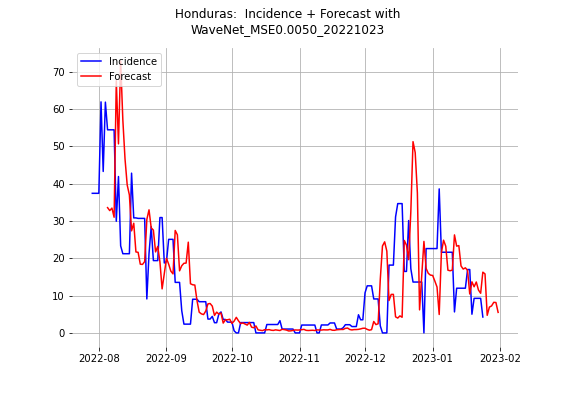 Honduras:  Incidence + Forecast with
WaveNet_MSE0.0050_20221023
Incidence
Forecast
70
60
50
40
30
20
10
0
2022-08 2022-09 2022-10 2022-11 2022-12 2023-01 2023-02